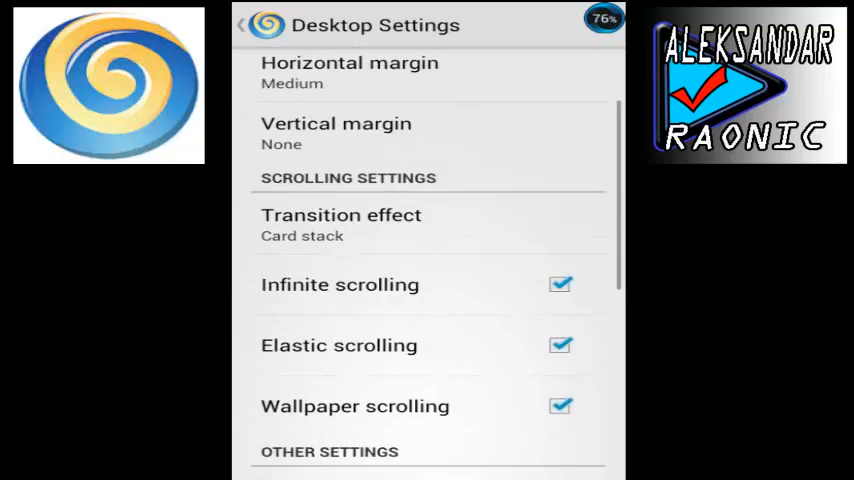 Desktop Settings
76%
Horizontal margin
Medium
Vertical margin
None
SCROLLING SETTINGS
Transition effect
Card stack
Infinite scrolling
Elastic scrolling
Wallpaper scrolling
OTHER SETTINGS
ALEKSANDAR
RAONIC